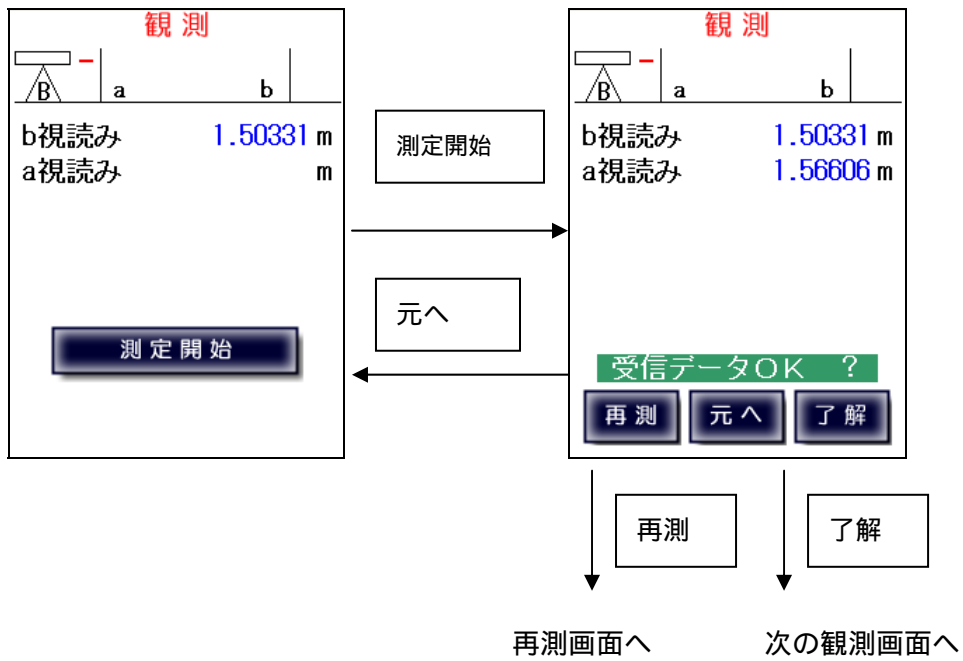 観測
B
a b
b視読み 1.50331 m
a視読み m
測定開始
測定開始
元へ
観測
B
a b
b視読み 1.50331 m
a視読み 1.56606 m
受信データOK ?
再測 元へ 了解
再測
了解
再測画面へ
次の観測画面へ